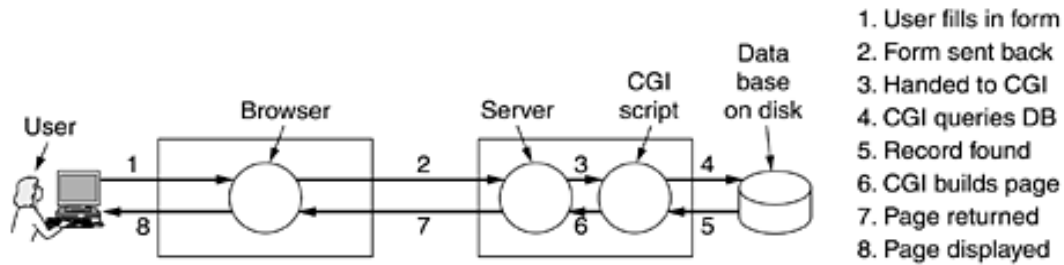 User
Browser
Server
CGI
script
Data
base
on disk
1
2
3
4
8
7
6
5
1. User fills in form
2. Form sent back
3. Handed to CGI
4. CGI queries DB
5. Record found
6. CGI builds page
7. Page returned
8. Page displayed